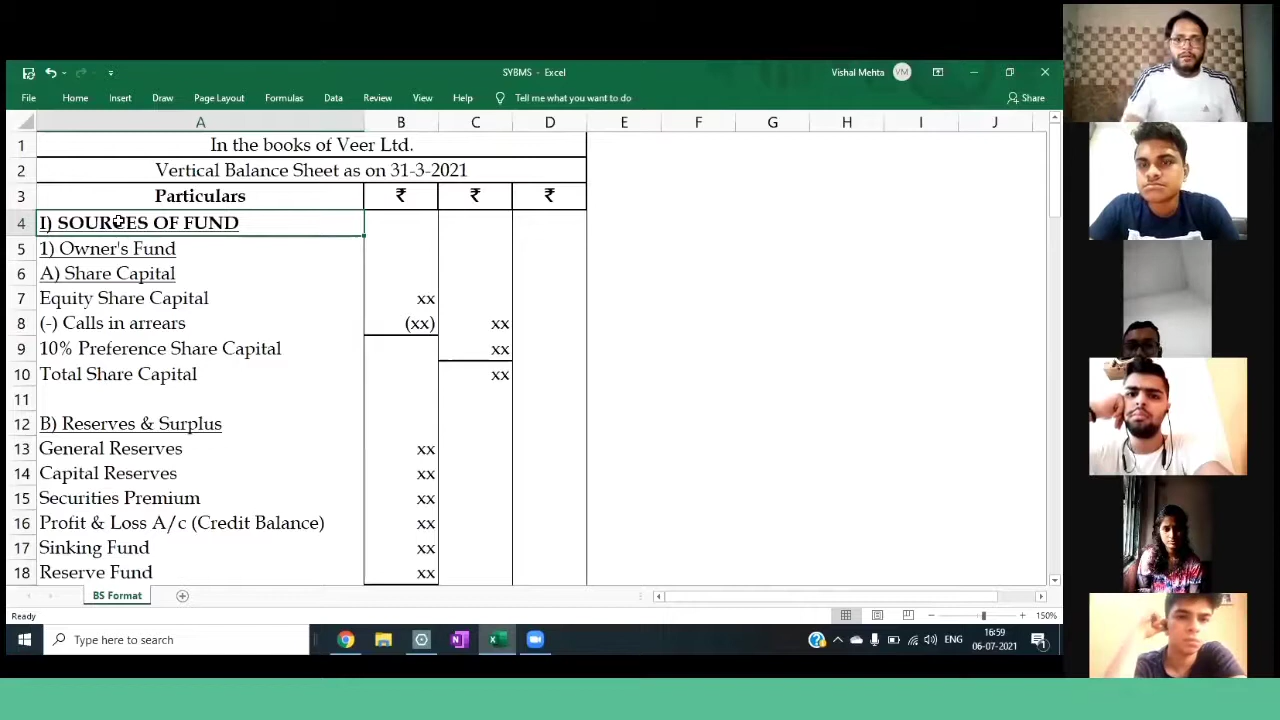 SYBMS - Excel
Vishal Mehta VM
File Home Insert Draw Page Layout Formulas Data Review View Help Tell me what you want to do Share
A B C D E F G H I J
1 In the books of Veer Ltd.
2 Vertical Balance Sheet as on 31-3-2021
3 Particulars ₹ ₹ ₹
4 I) SOURCES OF FUND
5 1) Owner's Fund
6 A) Share Capital
7 Equity Share Capital xx
8 (-) Calls in arrears (xx) xx
9 10% Preference Share Capital xx
10 Total Share Capital xx
11
12 B) Reserves & Surplus
13 General Reserves xx
14 Capital Reserves xx
15 Securities Premium xx
16 Profit & Loss A/c (Credit Balance) xx
17 Sinking Fund xx
18 Reserve Fund xx
BS Format
Ready 150%
Type here to search ENG 16:59
06-07-2021 1